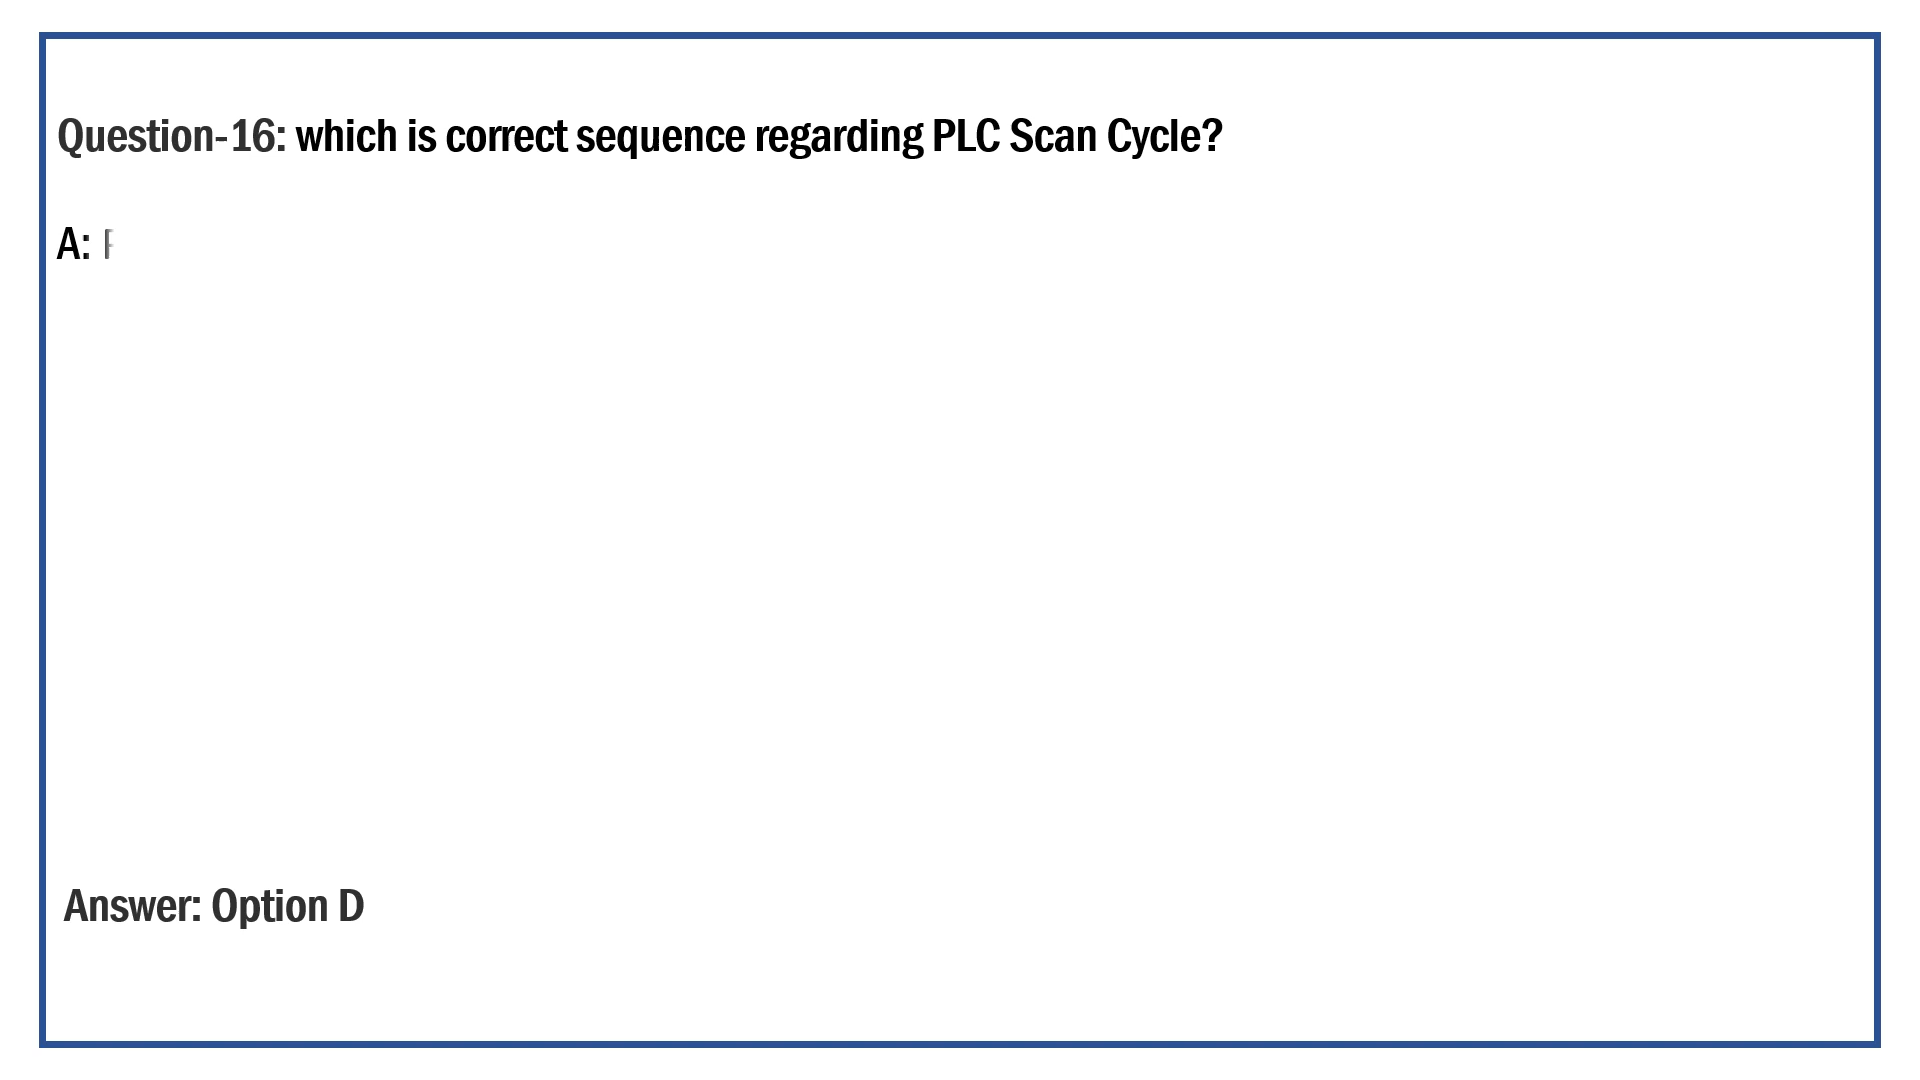 Question-16: which is correct sequence regarding PLC Scan Cycle?
A:
Answer: Option D